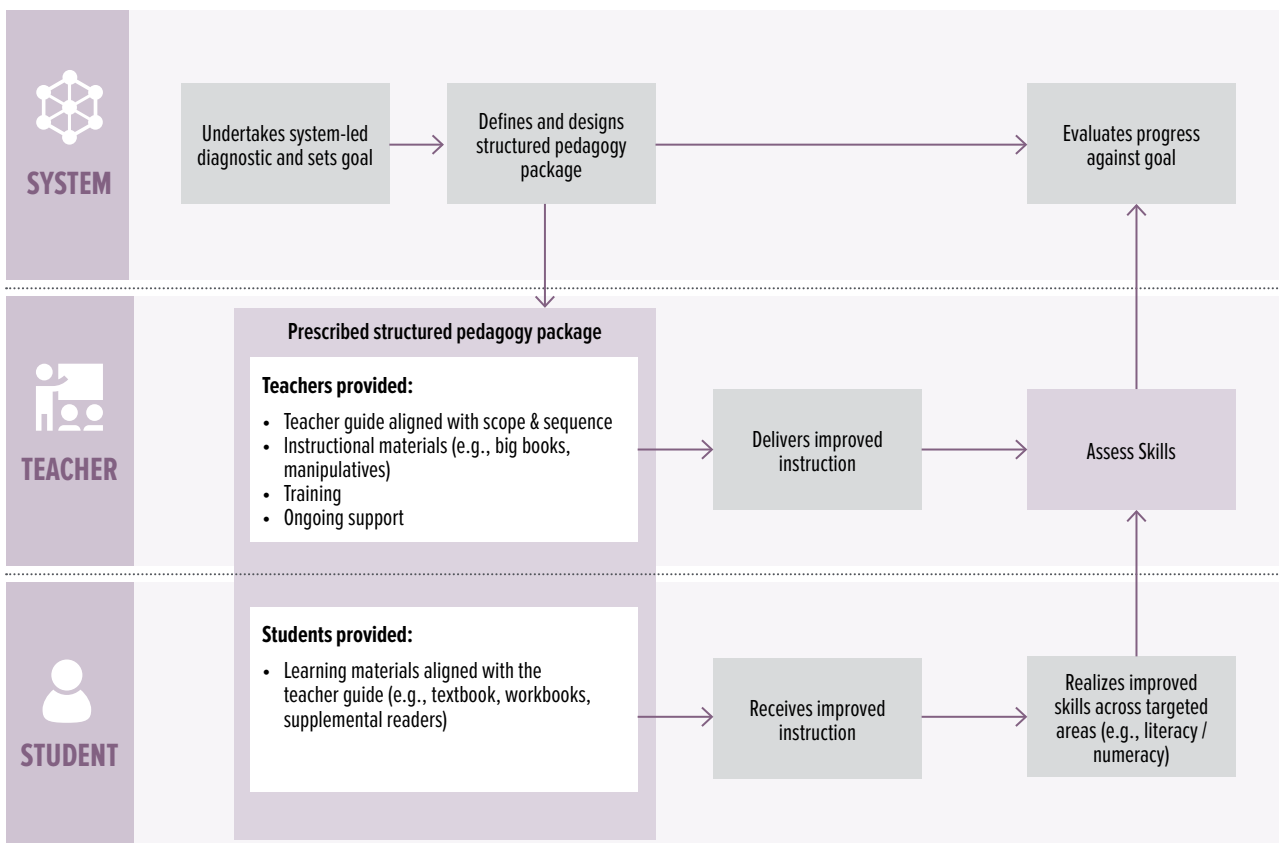 SYSTEM
Undertakes system-led
diagnostic and sets goal
Defines and designs
structured pedagogy
package
Evaluates progress
against goal
TEACHER
Prescribed structured pedagogy package
Teachers provided:
• Teacher guide aligned with scope & sequence
• Instructional materials (e.g., big books,
manipulatives)
• Training
• Ongoing support
Delivers improved
instruction
Assess Skills
STUDENT
Students provided:
• Learning materials aligned with the
teacher guide (e.g., textbook, workbooks,
supplemental readers)
Receives improved
instruction
Realizes improved
skills across targeted
areas (e.g., literacy /
numeracy)